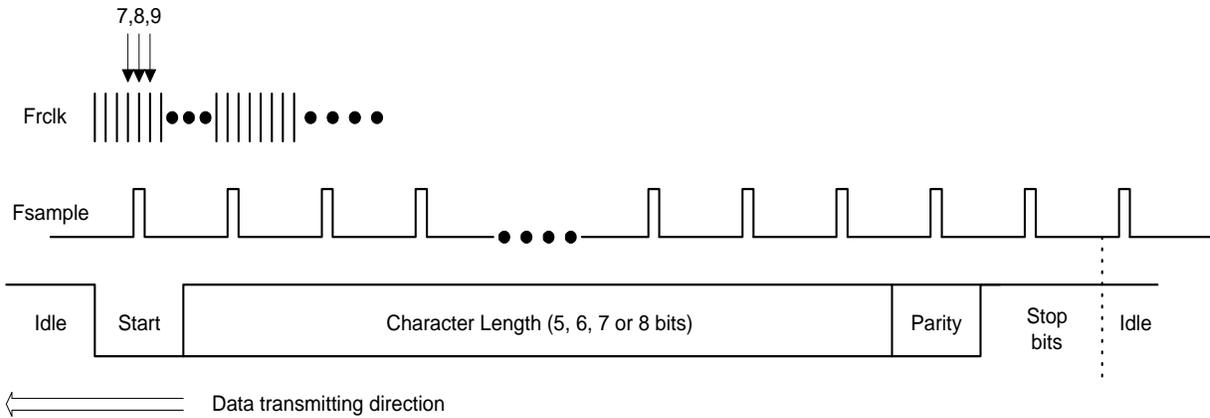 7,8,9
Frclk
Fsample
Idle
Start
Character Length (5, 6, 7 or 8 bits)
Parity
Stop
bits
Idle
Data transmitting direction